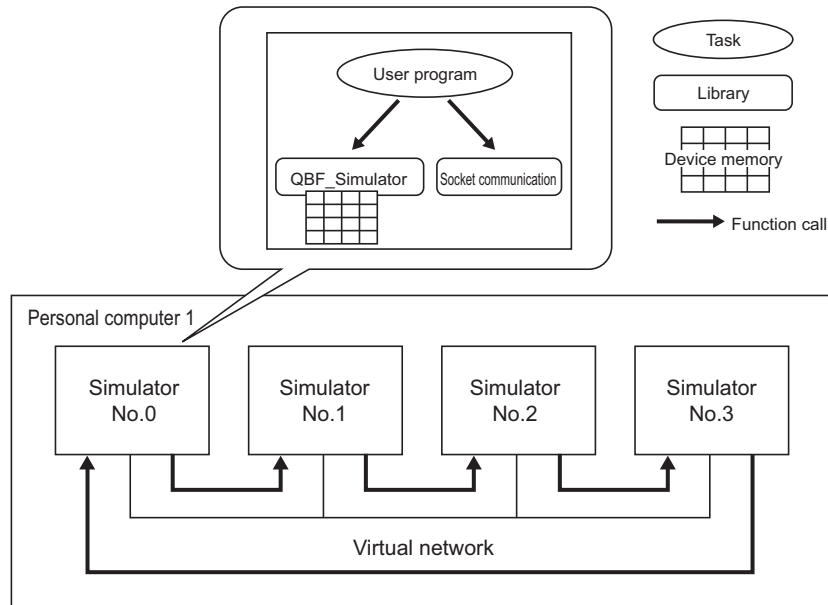 Task
User program
Library
Device memory
QBF_Simulator
Socket communication
Function call
Personal computer 1
Simulator
No.0
Simulator
No.1
Simulator
No.2
Simulator
No.3
Virtual network